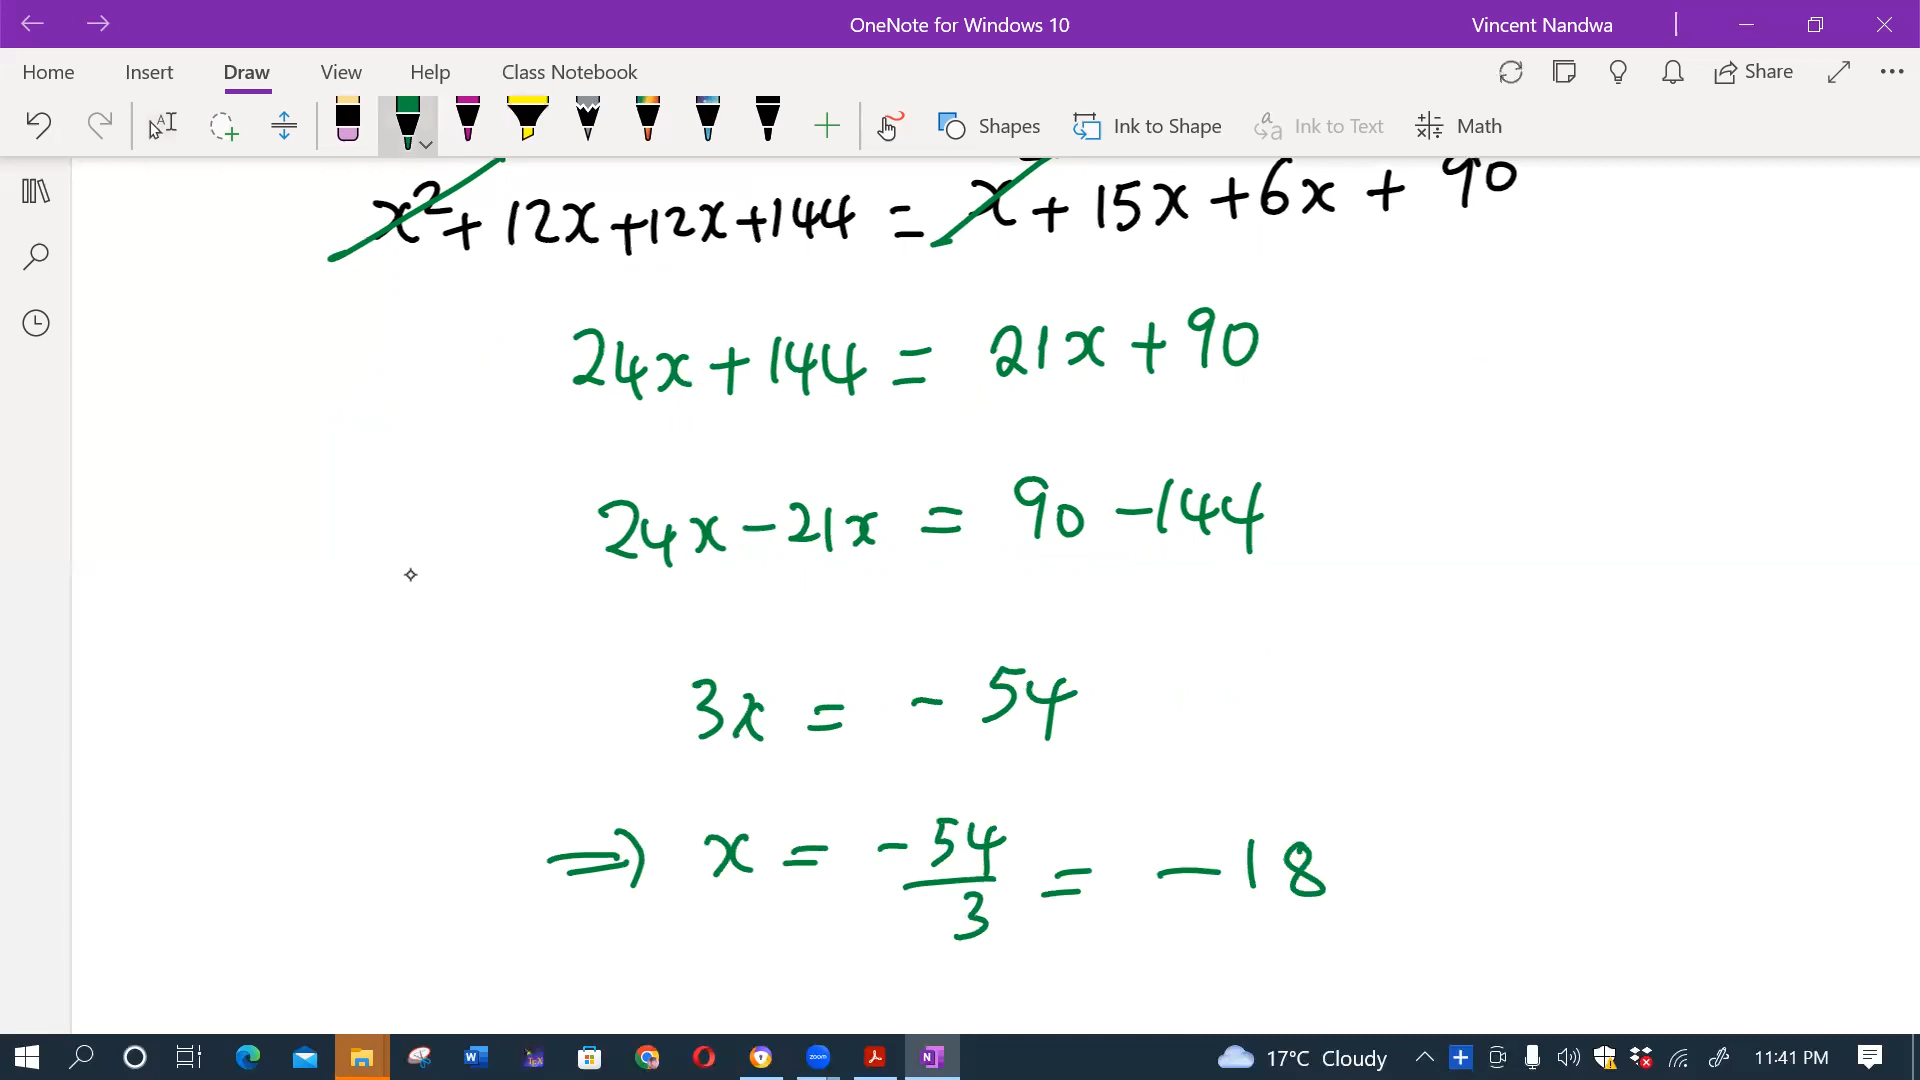 OneNote for Windows 10
Vincent Nandwa
Home Insert Draw View Help Class Notebook
Share
Shapes Ink to Shape Ink to Text Math
x² + 12x + 12x + 144 = x² + 15x + 6x + 90
24x + 144 = 21x + 90
24x - 21x = 90 - 144
3x = - 54
⟹ x = -54/3 = -18
17°C Cloudy
11:41 PM